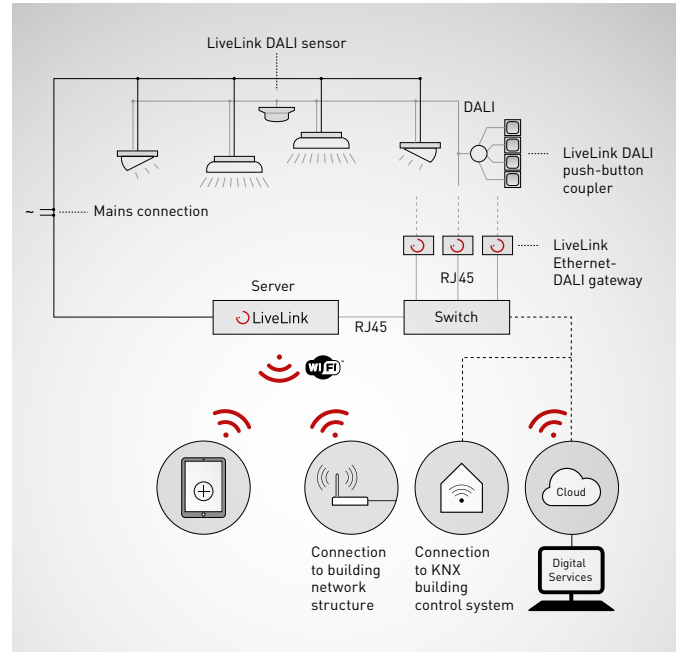 LiveLink DALI sensor
DALI
LiveLink DALI
push-button
coupler
~
Mains connection
LiveLink
Ethernet-
DALI gateway
RJ45
Server
LiveLink
RJ45
Switch
WiFi
Cloud
Connection
to building
network
structure
Connection
to KNX
building
control system
Digital
Services